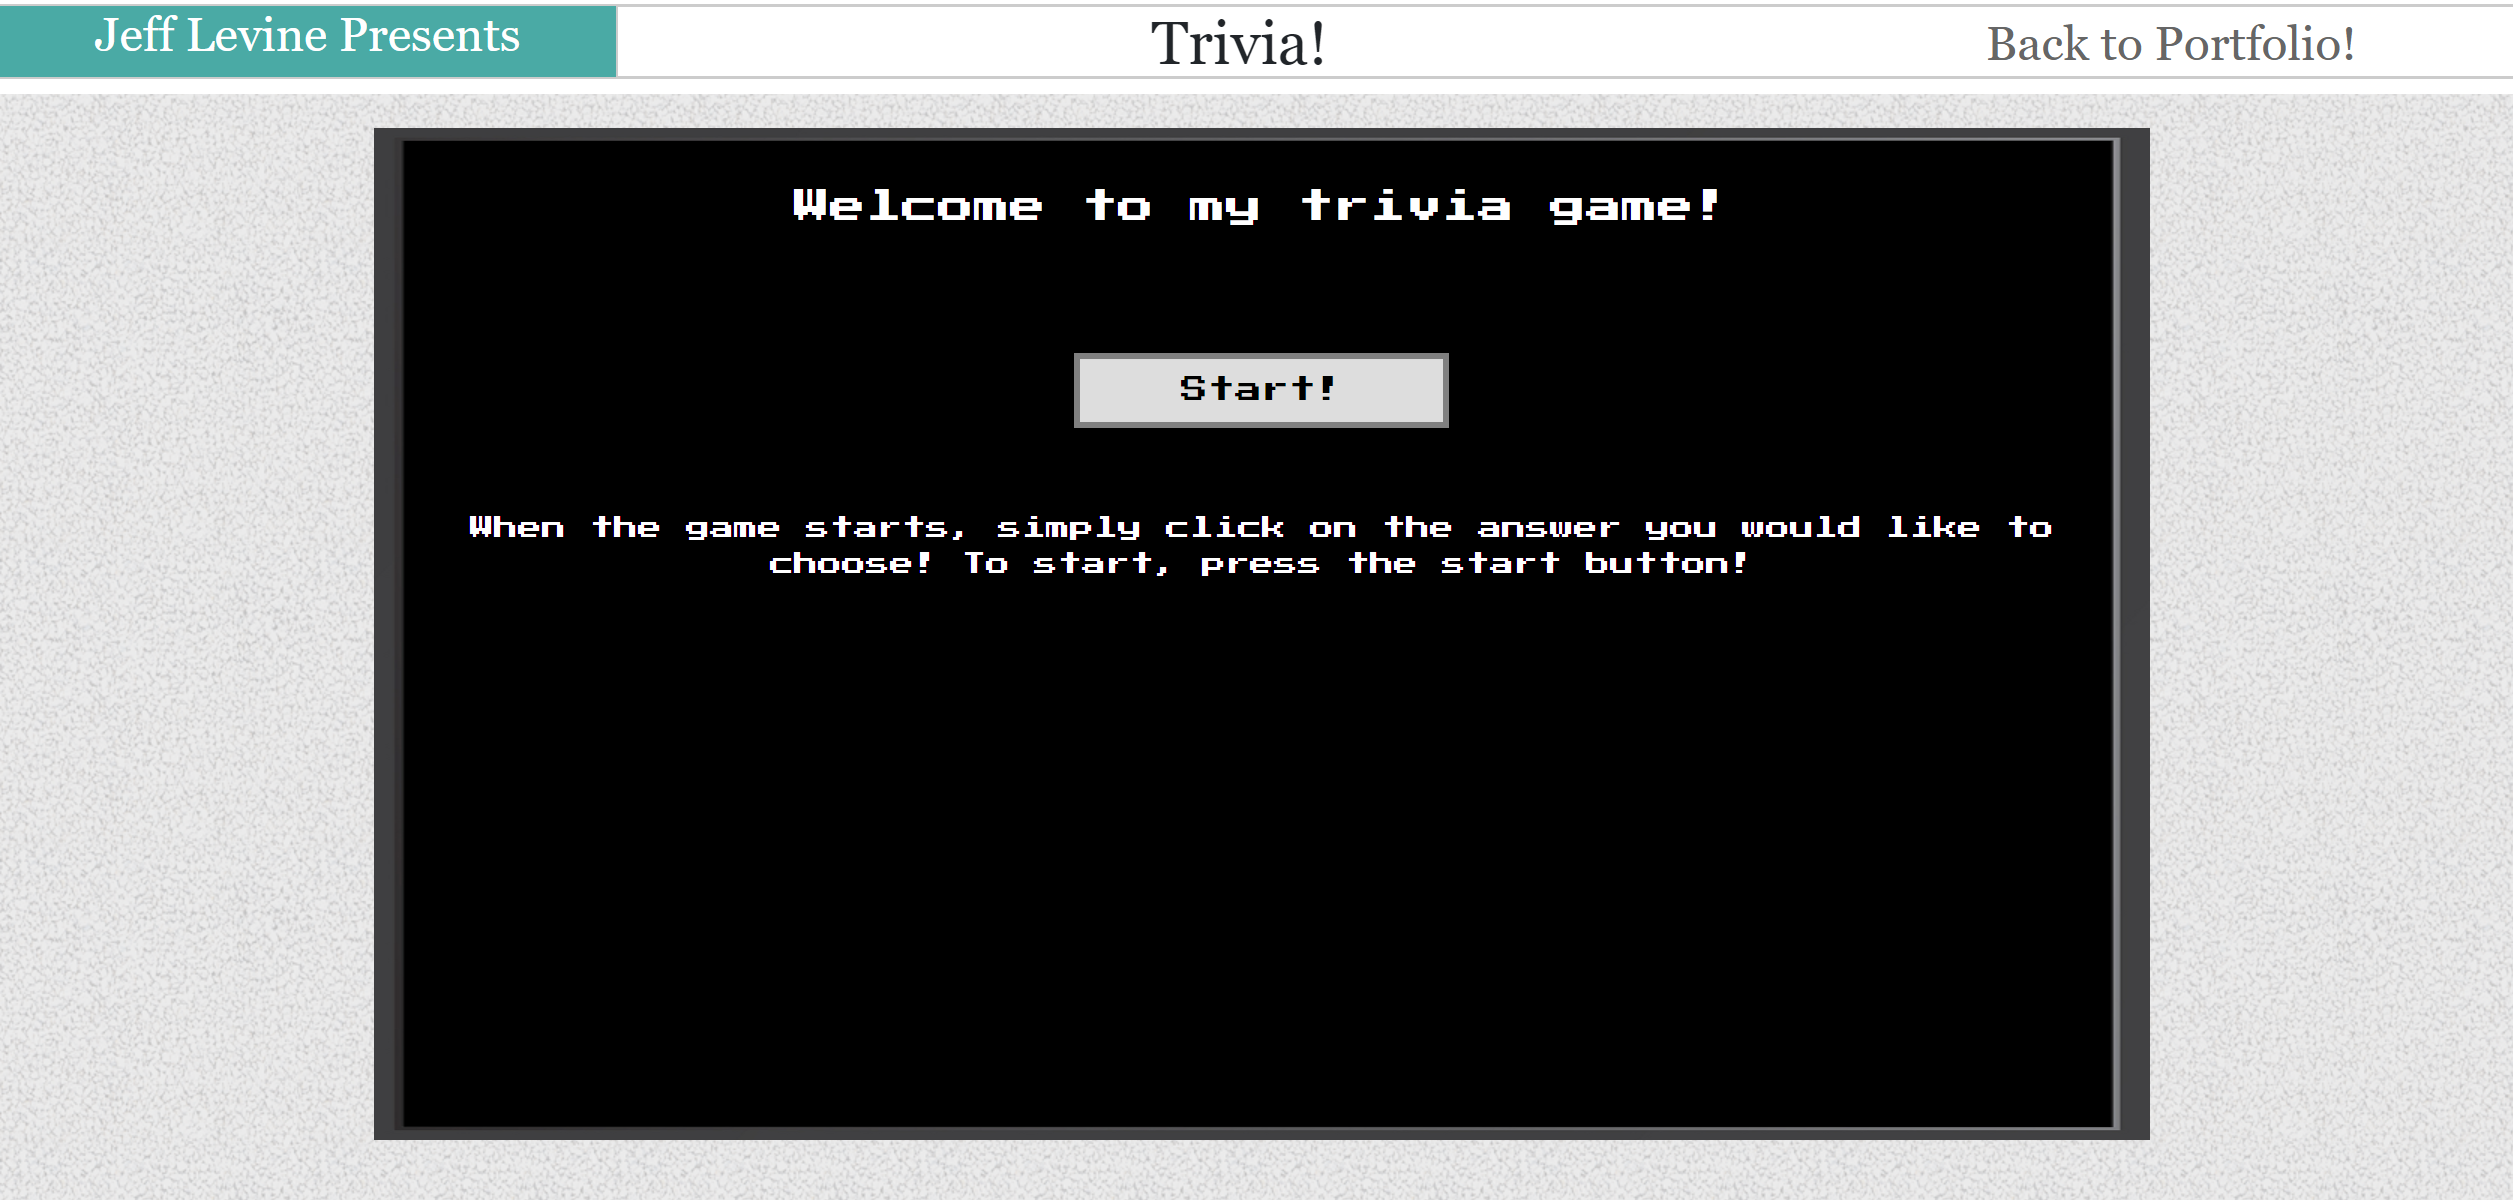 Jeff Levine Presents
Trivia!
Back to Portfolio!
Welcome to my trivia game!
Start!
When the game starts, simply click on the answer you would like to
choose! To start, press the start button!